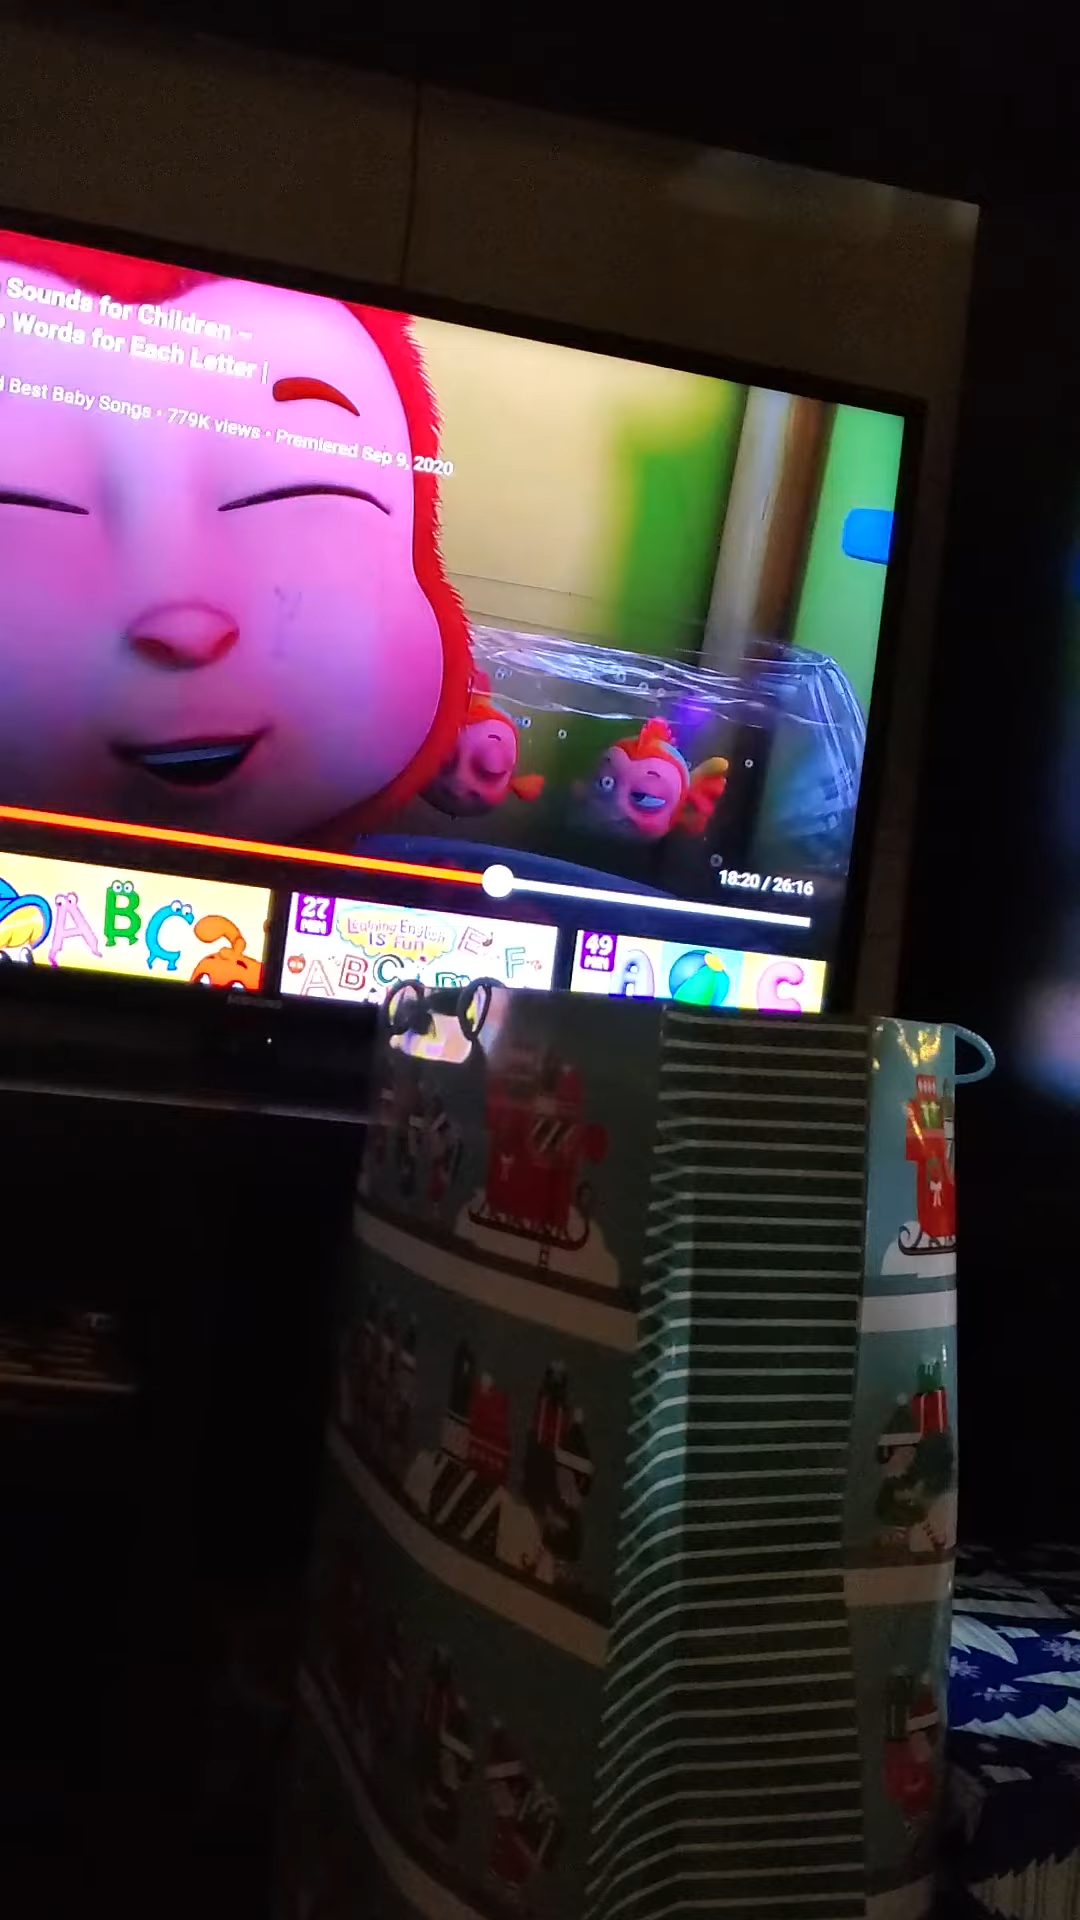 Sounds for Children –
Words for Each Letter |
Best Baby Songs • 779K views • Premiered Sep 9, 2020
18:20 / 26:16
ABC
27
MIN
Learning English
is Fun
E
F
ABC
49
MIN
A
C